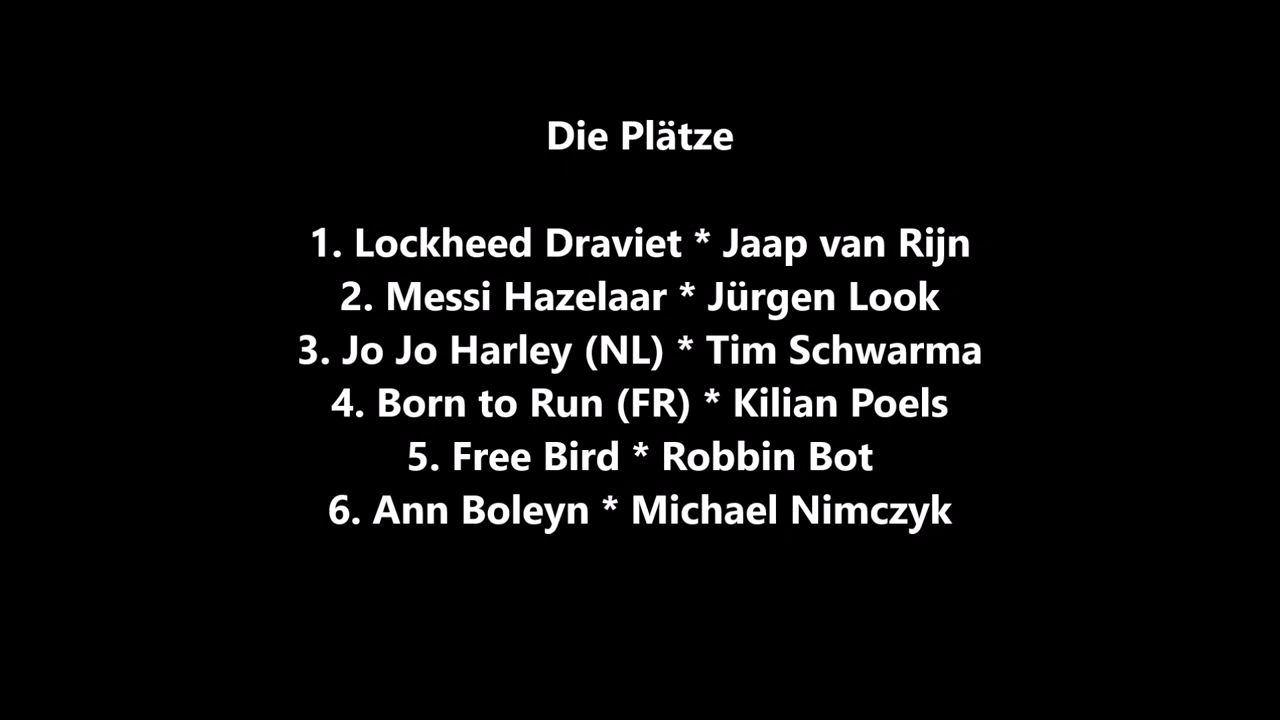 Die Plätze
1. Lockheed Draviet * Jaap van Rijn
2. Messi Hazelaar * Jürgen Look
3. Jo Jo Harley (NL) * Tim Schwarma
4. Born to Run (FR) * Kilian Poels
5. Free Bird * Robbin Bot
6. Ann Boleyn * Michael Nimczyk